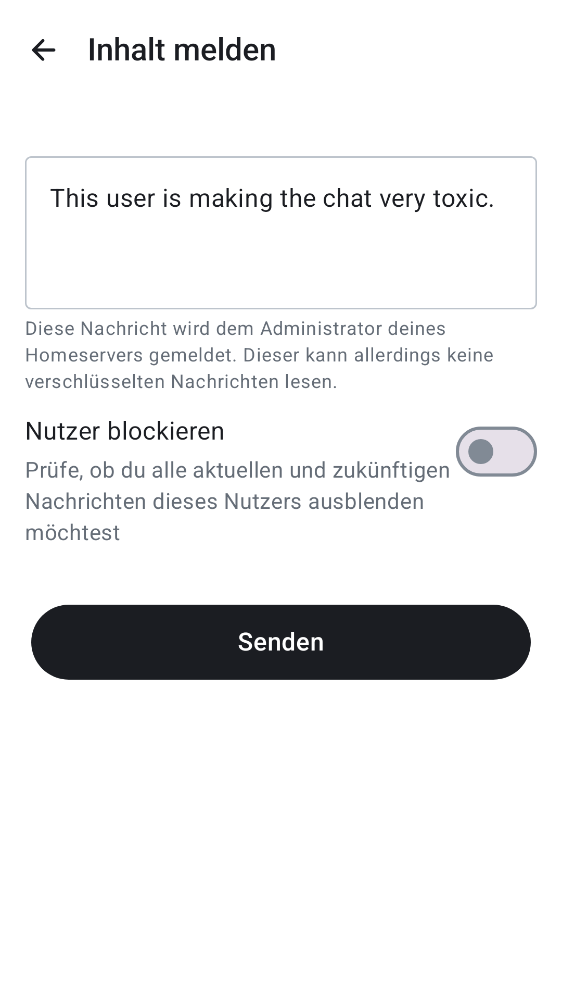 Inhalt melden
This user is making the chat very toxic.
Diese Nachricht wird dem Administrator deines
Homeservers gemeldet. Dieser kann allerdings keine
verschlüsselten Nachrichten lesen.
Nutzer blockieren
Prüfe, ob du alle aktuellen und zukünftigen
Nachrichten dieses Nutzers ausblenden
möchtest
Senden